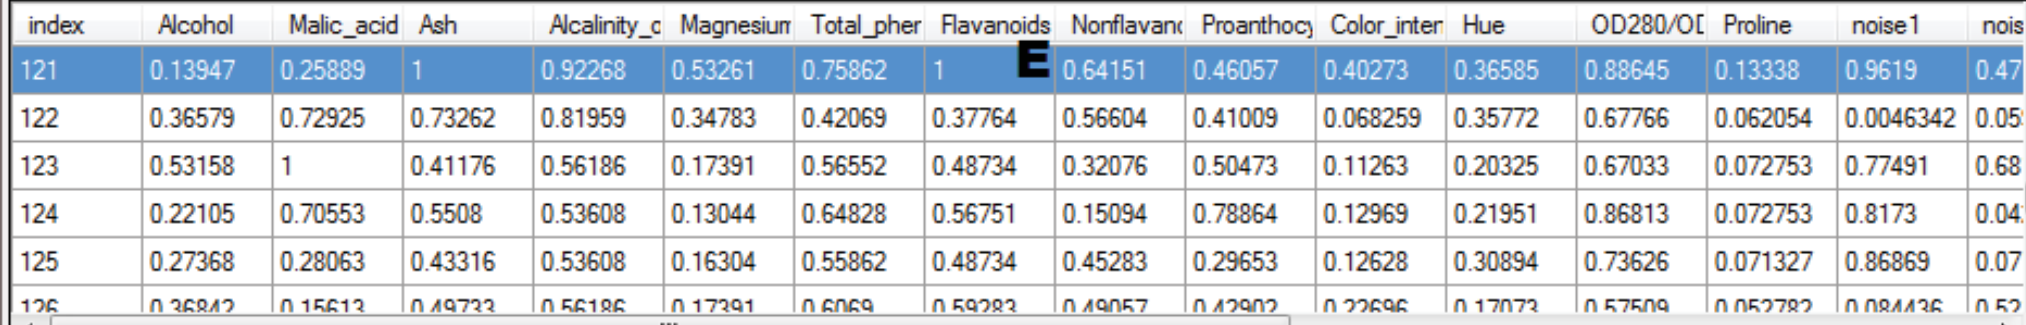 index Alcohol Malic_acid Ash Alcalinity_o Magnesium Total_pher Flavanoids Nonflavano Proanthocy Color_inter Hue OD280/OD Proline noise1 nois
E
121 0.13947 0.25889 1 0.92268 0.53261 0.75862 1 0.64151 0.46057 0.40273 0.36585 0.88645 0.13338 0.9619 0.47
122 0.36579 0.72925 0.73262 0.81959 0.34783 0.42069 0.37764 0.56604 0.41009 0.068259 0.35772 0.67766 0.062054 0.0046342 0.05
123 0.53158 1 0.41176 0.56186 0.17391 0.56552 0.48734 0.32076 0.50473 0.11263 0.20325 0.67033 0.072753 0.77491 0.68
124 0.22105 0.70553 0.5508 0.53608 0.13044 0.64828 0.56751 0.15094 0.78864 0.12969 0.21951 0.86813 0.072753 0.8173 0.04
125 0.27368 0.28063 0.43316 0.53608 0.16304 0.55862 0.48734 0.45283 0.29653 0.12628 0.30894 0.73626 0.071327 0.86869 0.07
126 0.36842 0.15613 0.49733 0.56186 0.17391 0.6069 0.59283 0.49057 0.42902 0.22696 0.17073 0.57509 0.052782 0.084436 0.52